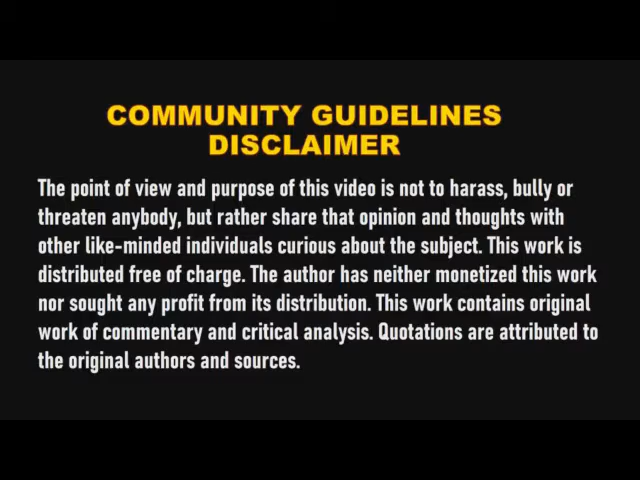 COMMUNITY GUIDELINES
DISCLAIMER
The point of view and purpose of this video is not to harass, bully or
threaten anybody, but rather share that opinion and thoughts with
other like-minded individuals curious about the subject. This work is
distributed free of charge. The author has neither monetized this work
nor sought any profit from its distribution. This work contains original
work of commentary and critical analysis. Quotations are attributed to
the original authors and sources.